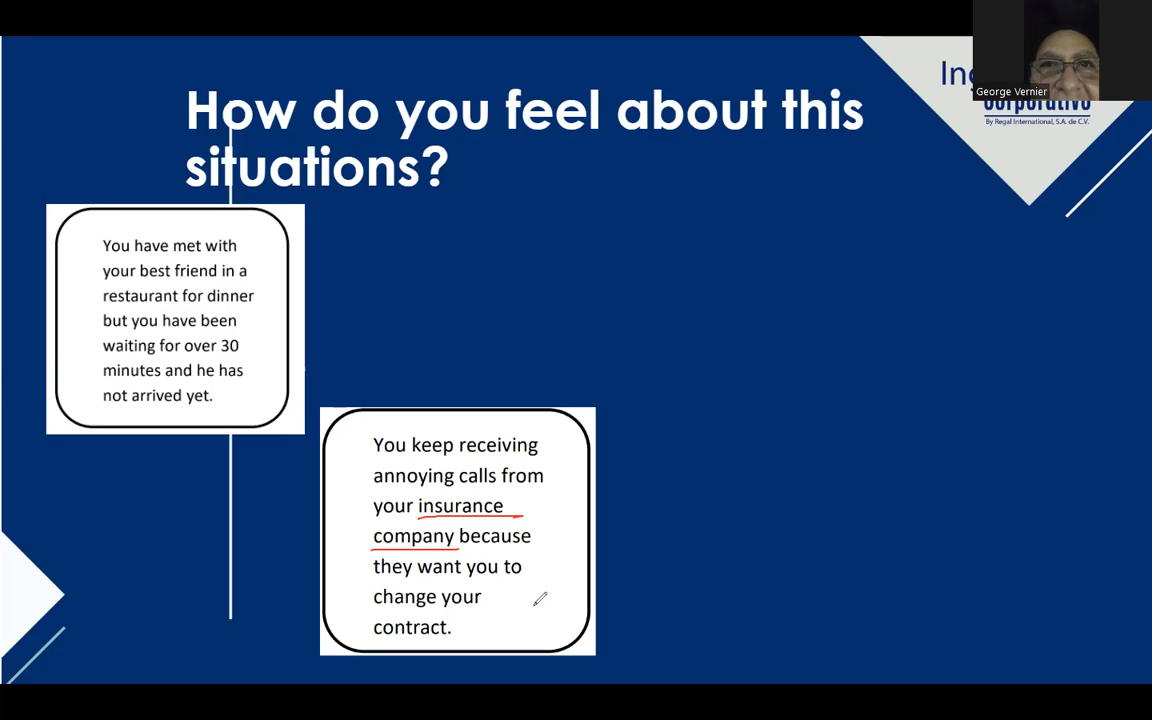 How do you feel about this
situations?
You have met with
your best friend in a
restaurant for dinner
but you have been
waiting for over 30
minutes and he has
not arrived yet.
You keep receiving
annoying calls from
your insurance
company because
they want you to
change your
contract.
George Vernier
By Regal International, S.A. de C.V.